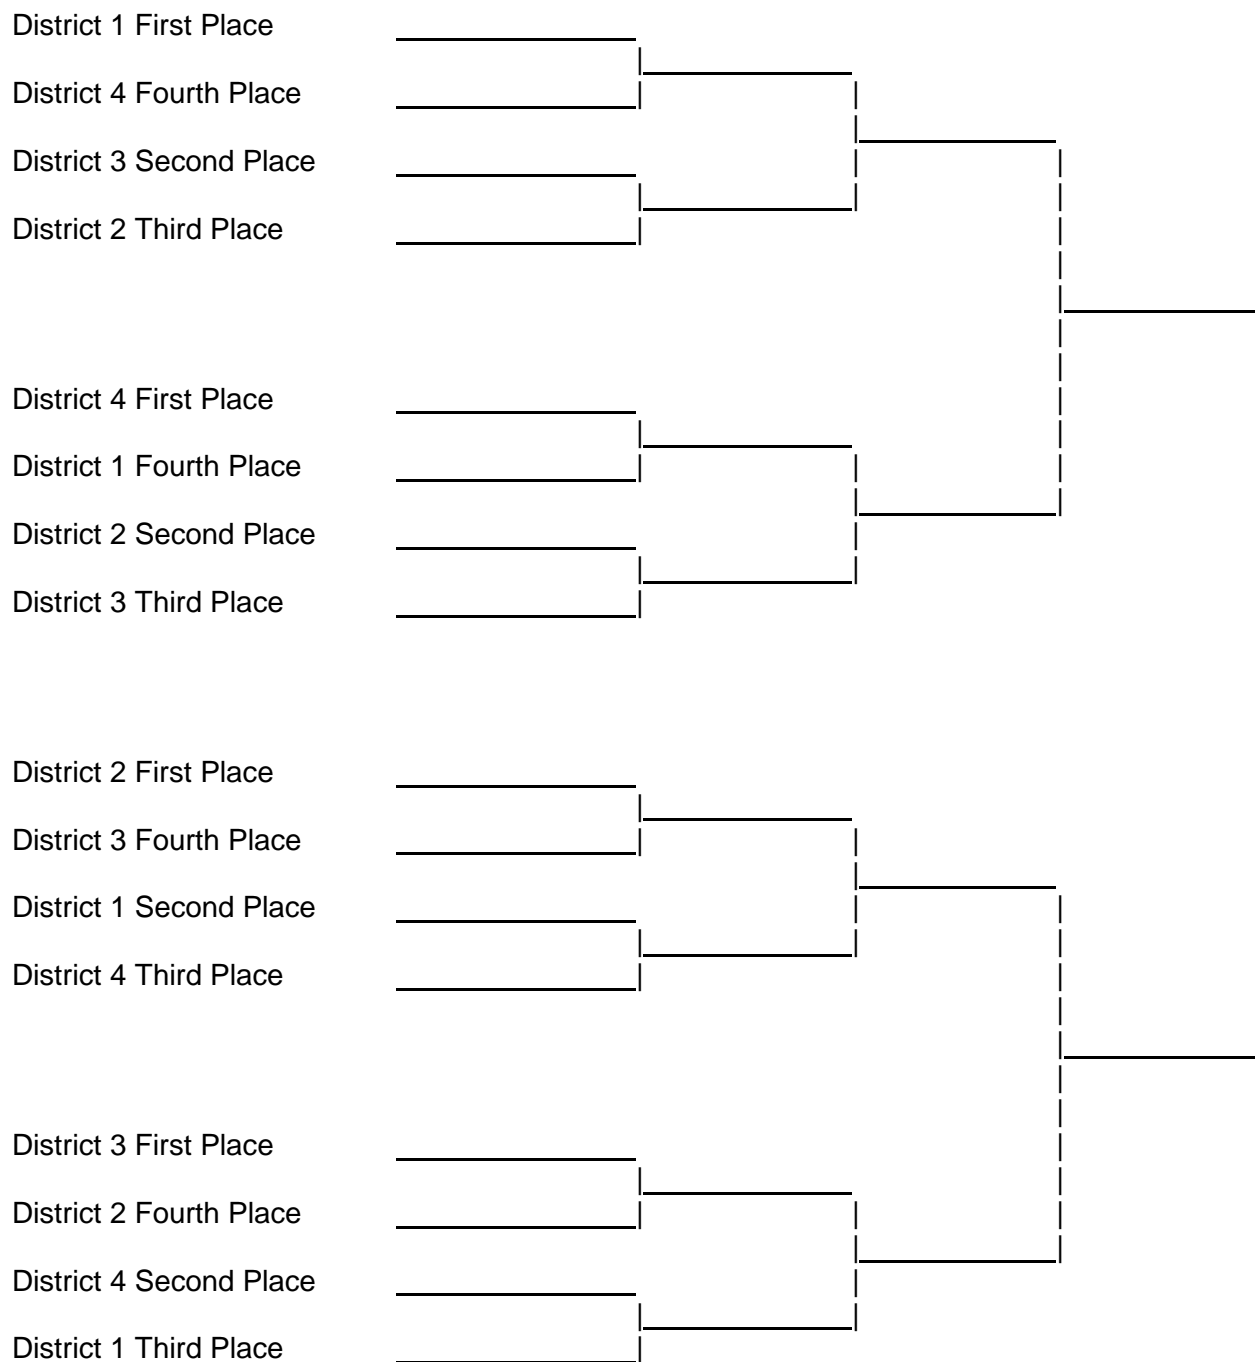 District 1 First Place
District 4 Fourth Place
District 3 Second Place
District 2 Third Place
District 4 First Place
District 1 Fourth Place
District 2 Second Place
District 3 Third Place
District 2 First Place
District 3 Fourth Place
District 1 Second Place
District 4 Third Place
District 3 First Place
District 2 Fourth Place
District 4 Second Place
District 1 Third Place